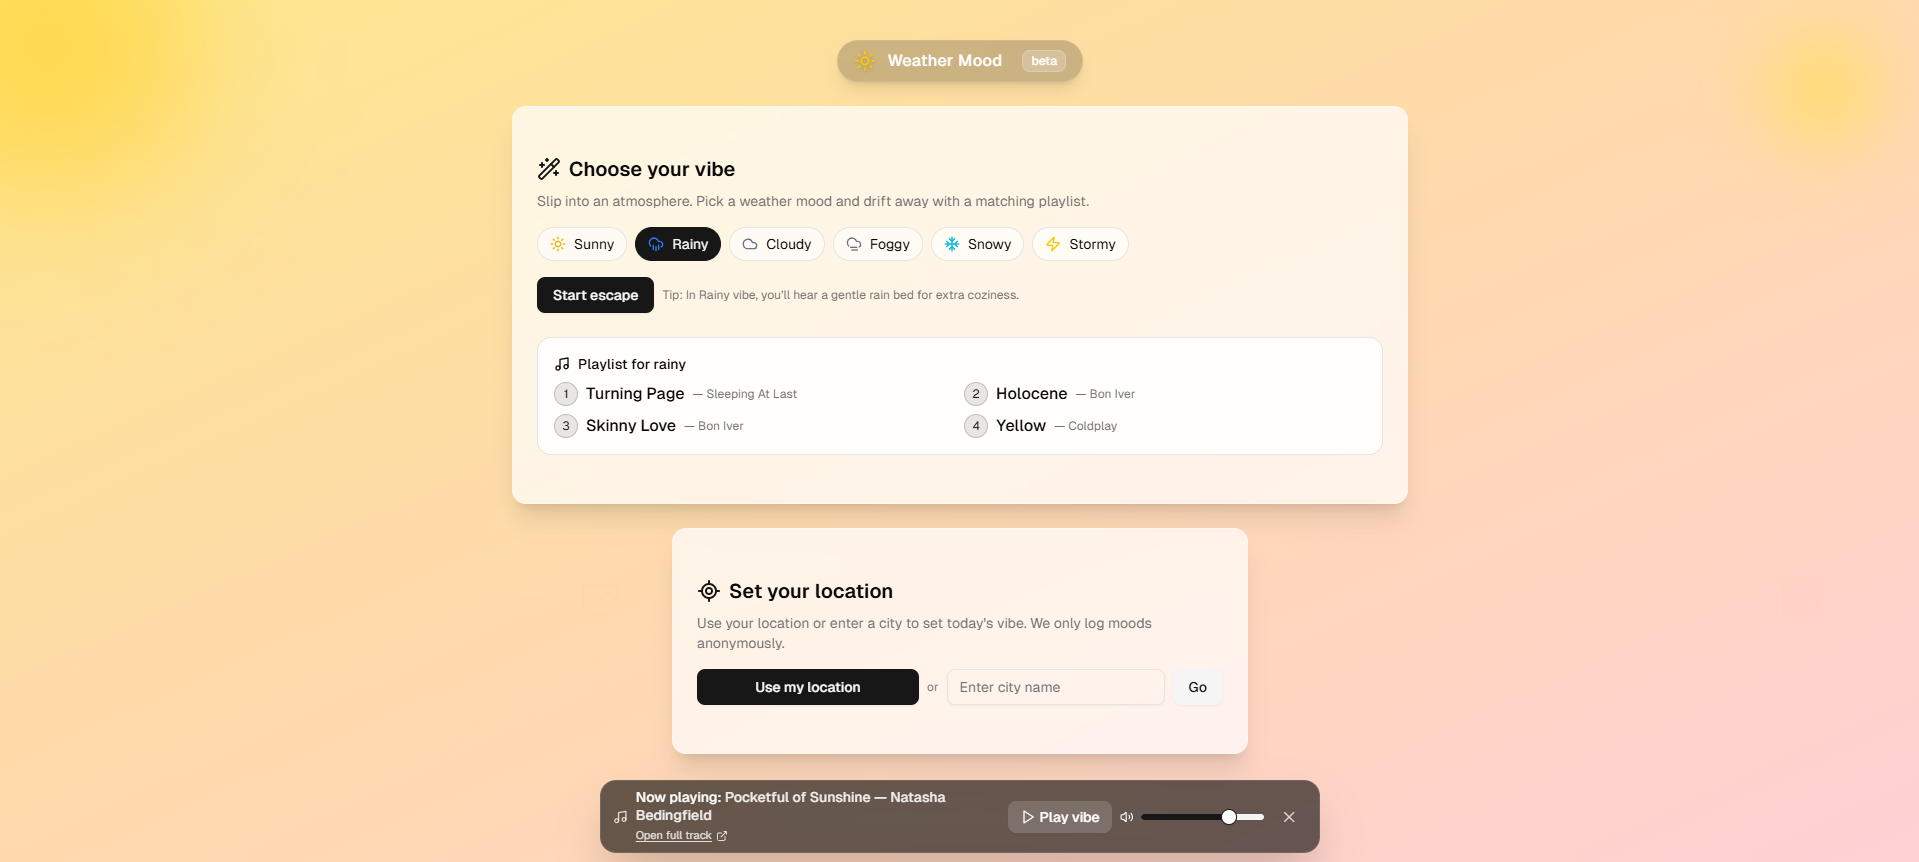 Weather Mood beta
Choose your vibe
Slip into an atmosphere. Pick a weather mood and drift away with a matching playlist.
Sunny Rainy Cloudy Foggy Snowy Stormy
Start escape Tip: In Rainy vibe, you'll hear a gentle rain bed for extra coziness.
Playlist for rainy
1 Turning Page — Sleeping At Last
2 Holocene — Bon Iver
3 Skinny Love — Bon Iver
4 Yellow — Coldplay
Set your location
Use your location or enter a city to set today's vibe. We only log moods
anonymously.
Use my location or Enter city name Go
Now playing: Pocketful of Sunshine — Natasha
Bedingfield
Open full track
Play vibe